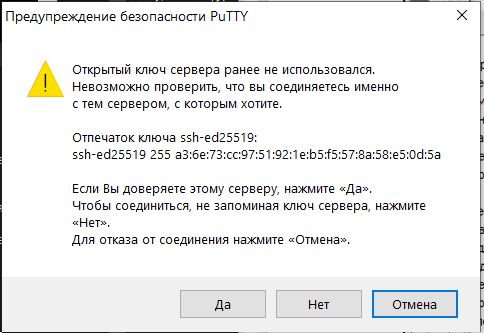 Предупреждение безопасности PuTTY
Открытый ключ сервера ранее не использовался.
Невозможно проверить, что вы соединяетесь именно
с тем сервером, с которым хотите.
Отпечаток ключа ssh-ed25519:
ssh-ed25519 255 a3:6e:73:cc:97:51:92:1e:b5:f5:57:8a:58:e5:0d:5a
Если Вы доверяете этому серверу, нажмите «Да».
Чтобы соединиться, не запоминая ключ сервера, нажмите
«Нет».
Для отказа от соединения нажмите «Отмена».
Да Нет Отмена